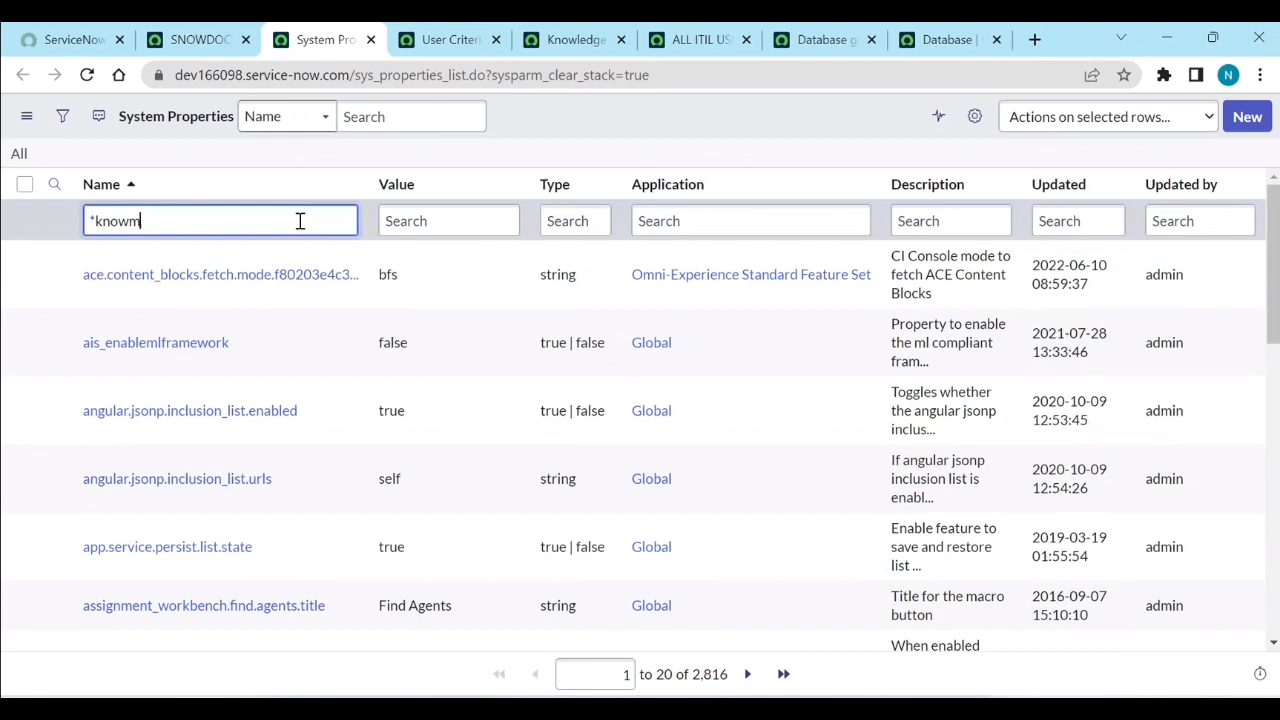 ServiceNow
SNOWDOC
System Pro
User Criteri
Knowledge
ALL ITIL US
Database g
Database |
dev166098.service-now.com/sys_properties_list.do?sysparm_clear_stack=true
N
System Properties
Name
Search
Actions on selected rows...
New
All
Name Value Type Application Description Updated Updated by
*knowm Search Search Search Search Search Search
ace.content_blocks.fetch.mode.f80203e4c3... bfs string Omni-Experience Standard Feature Set
CI Console mode to
fetch ACE Content
Blocks
2022-06-10
08:59:37
admin
ais_enablemlframework false true | false Global
Property to enable
the ml compliant
fram...
2021-07-28
13:33:46
admin
angular.jsonp.inclusion_list.enabled true true | false Global
Toggles whether
the angular jsonp
inclus...
2020-10-09
12:53:45
admin
angular.jsonp.inclusion_list.urls self string Global
If angular jsonp
inclusion list is
enabl...
2020-10-09
12:54:26
admin
app.service.persist.list.state true true | false Global
Enable feature to
save and restore
list ...
2019-03-19
01:55:54
admin
assignment_workbench.find.agents.title Find Agents string Global
Title for the macro
button
2016-09-07
15:10:10
admin
When enabled
1 to 20 of 2,816